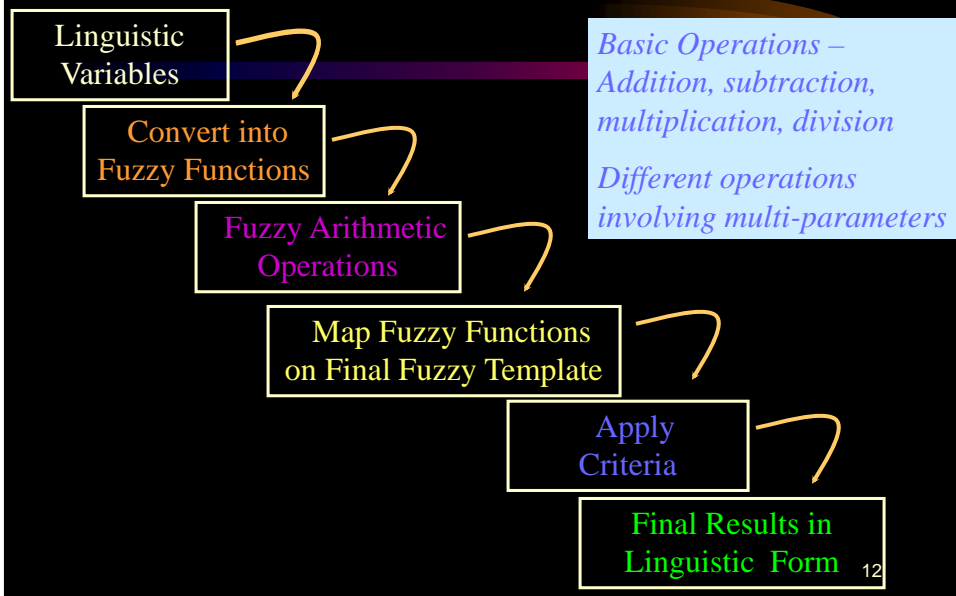 Linguistic
Variables
Basic Operations –
Addition, subtraction,
multiplication, division
Different operations
involving multi-parameters
Convert into
Fuzzy Functions
Fuzzy Arithmetic
Operations
Map Fuzzy Functions
on Final Fuzzy Template
Apply
Criteria
Final Results in
Linguistic Form
12